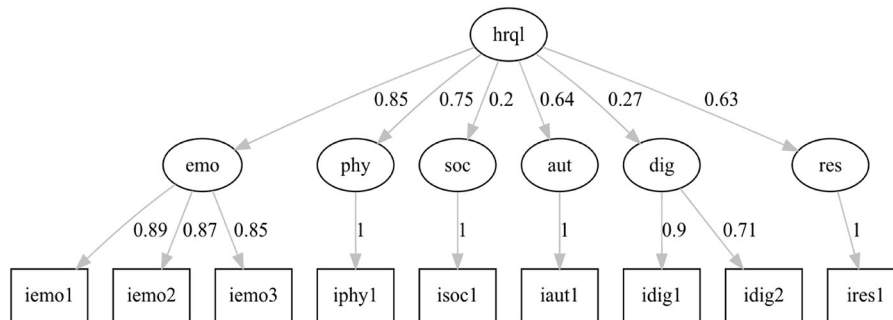 hrql
0.85 0.75 0.2 0.64 0.27 0.63
emo phy soc aut dig res
0.89 0.87 0.85 1 1 1 0.9 0.71 1
iemo1 iemo2 iemo3 iphy1 isoc1 iaut1 idig1 idig2 ires1